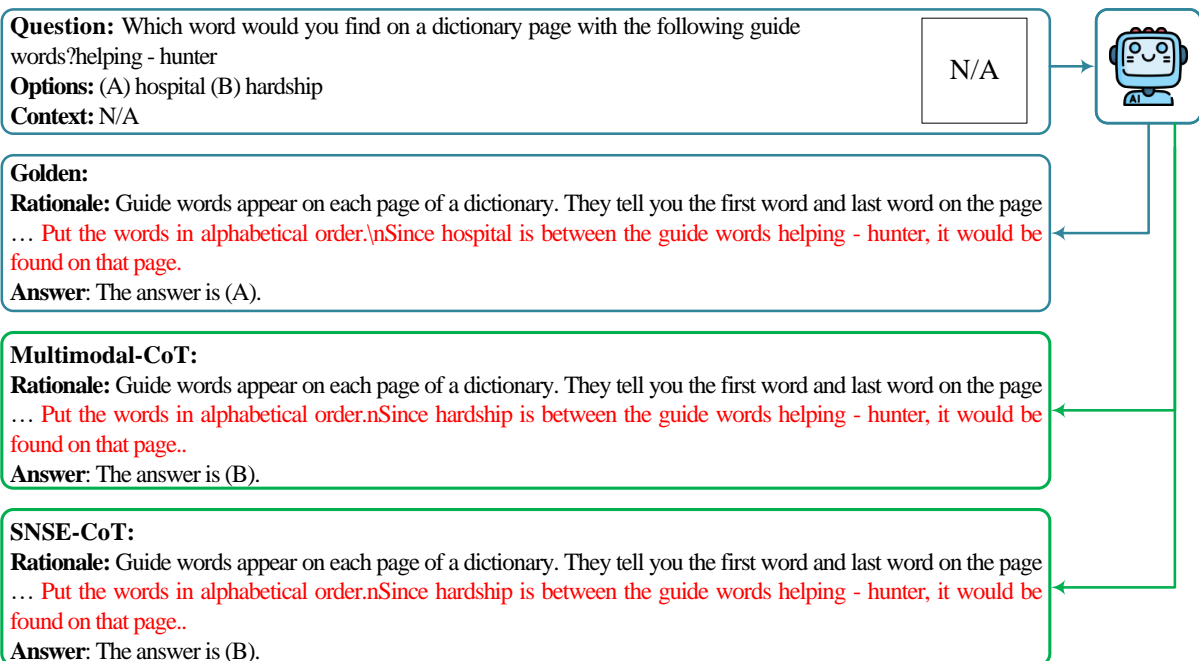 Question: Which word would you find on a dictionary page with the following guide
words?helping - hunter
Options: (A) hospital (B) hardship
Context: N/A
N/A
AI
Golden:
Rationale: Guide words appear on each page of a dictionary. They tell you the first word and last word on the page
… Put the words in alphabetical order.\nSince hospital is between the guide words helping - hunter, it would be
found on that page.
Answer: The answer is (A).
Multimodal-CoT:
Rationale: Guide words appear on each page of a dictionary. They tell you the first word and last word on the page
… Put the words in alphabetical order.nSince hardship is between the guide words helping - hunter, it would be
found on that page..
Answer: The answer is (B).
SNSE-CoT:
Rationale: Guide words appear on each page of a dictionary. They tell you the first word and last word on the page
… Put the words in alphabetical order.nSince hardship is between the guide words helping - hunter, it would be
found on that page..
Answer: The answer is (B).